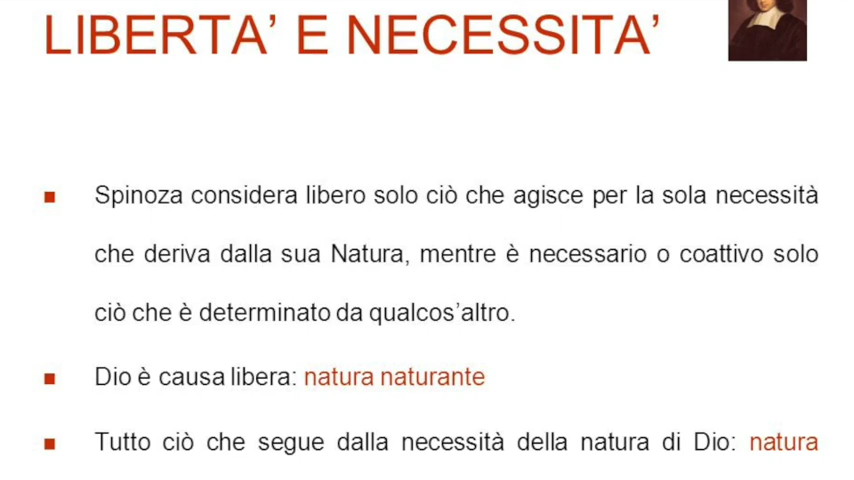 LIBERTA’ E NECESSITA’
■ Spinoza considera libero solo ciò che agisce per la sola necessità
che deriva dalla sua Natura, mentre è necessario o coattivo solo
ciò che è determinato da qualcos’altro.
■ Dio è causa libera: natura naturante
■ Tutto ciò che segue dalla necessità della natura di Dio: natura